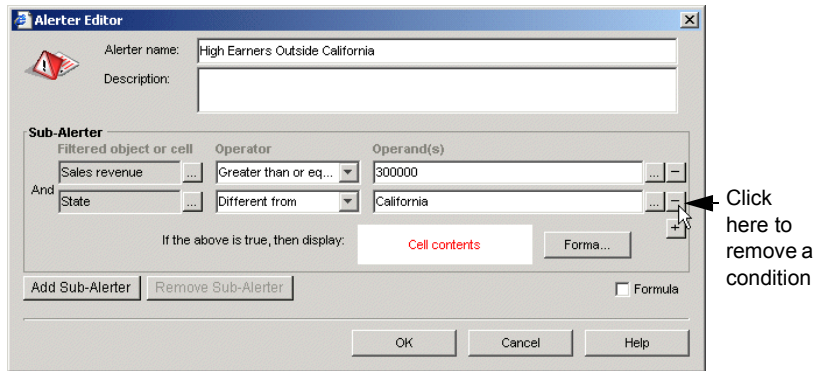 Alerter Editor
Alerter name: High Earners Outside California
Description:
Sub-Alerter
Filtered object or cell Operator Operand(s)
Sales revenue ... Greater than or eq... 300000 ... –
And
State ... Different from California ... –
+
If the above is true, then display: Cell contents Forma...
Add Sub-Alerter Remove Sub-Alerter Formula
OK Cancel Help
Click
here to
remove a
condition